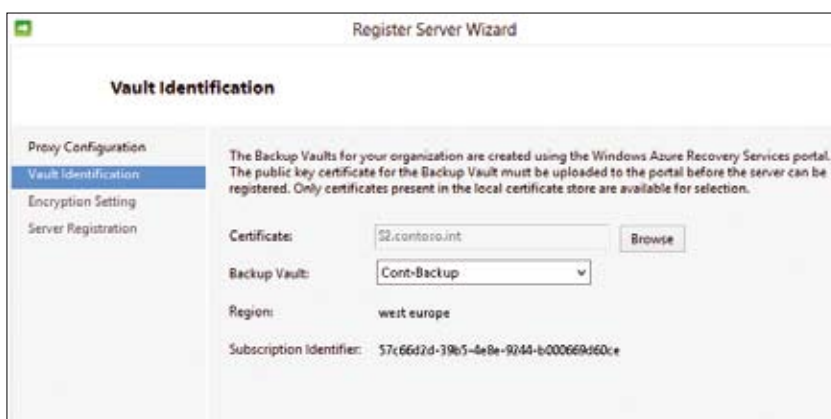 Register Server Wizard
Vault Identification
Proxy Configuration
Vault Identification
Encryption Setting
Server Registration
The Backup Vaults for your organization are created using the Windows Azure Recovery Services portal.
The public key certificate for the Backup Vault must be uploaded to the portal before the server can be
registered. Only certificates present in the local certificate store are available for selection.
Certificate: S2.contoso.int Browse
Backup Vault: Cont-Backup
Region: west europe
Subscription Identifier: 57c66d2d-39b5-4e8e-9244-b000669d60ce